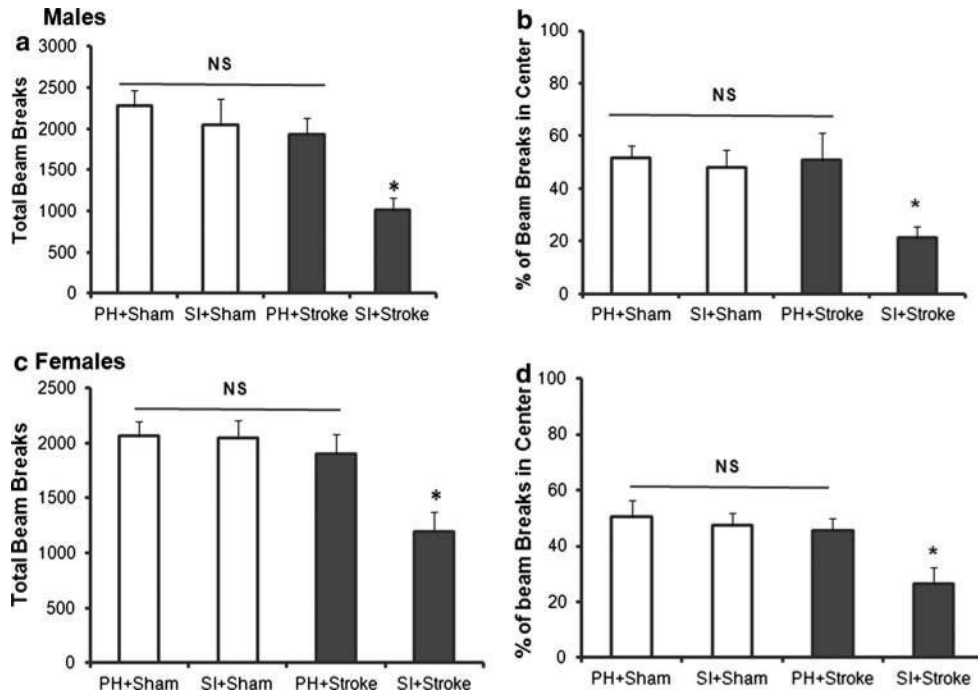 Males
a
Total Beam Breaks
3000
2500
2000
1500
1000
500
0
NS
*
PH+Sham SI+Sham PH+Stroke SI+Stroke
b
% of Beam Breaks in Center
100
80
60
40
20
0
NS
*
PH+Sham SI+Sham PH+Stroke SI+Stroke
c Females
Total Beam Breaks
2500
2000
1500
1000
500
0
NS
*
PH+Sham SI+Sham PH+Stroke SI+Stroke
d
% of beam Breaks in Center
100
80
60
40
20
0
NS
*
PH+Sham SI+Sham PH+Stroke SI+Stroke